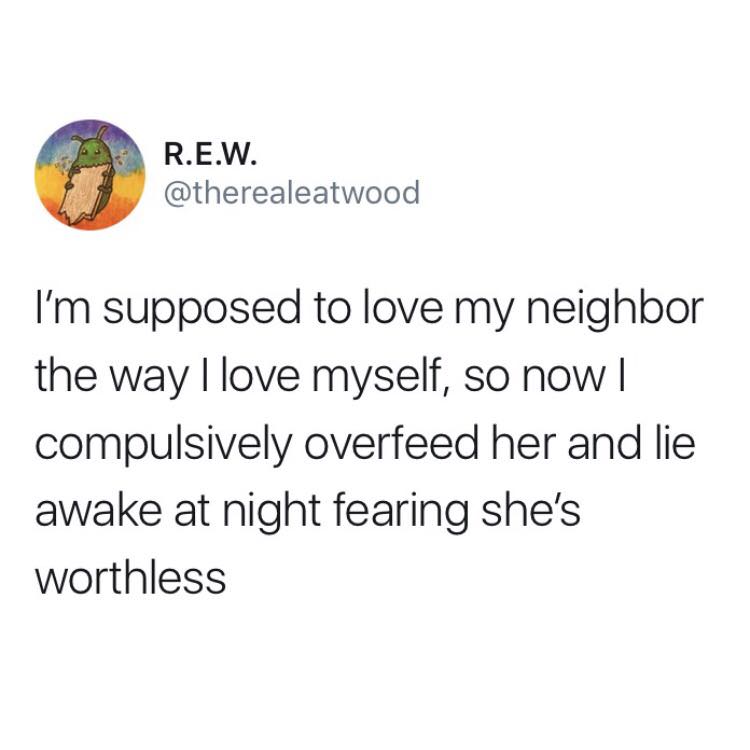 R.E.W.
@therealeatwood
I'm supposed to love my neighbor
the way I love myself, so now I
compulsively overfeed her and lie
awake at night fearing she's
worthless